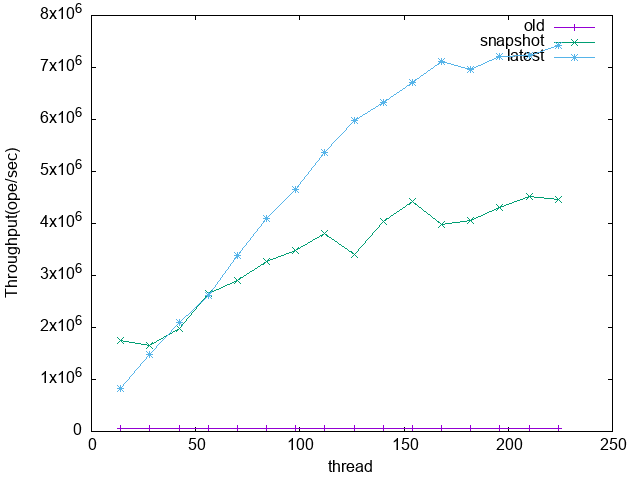 8x10^6
7x10^6
6x10^6
5x10^6
4x10^6
3x10^6
2x10^6
1x10^6
0
Throughput(ope/sec)
old
snapshot
latest
0 50 100 150 200 250
thread